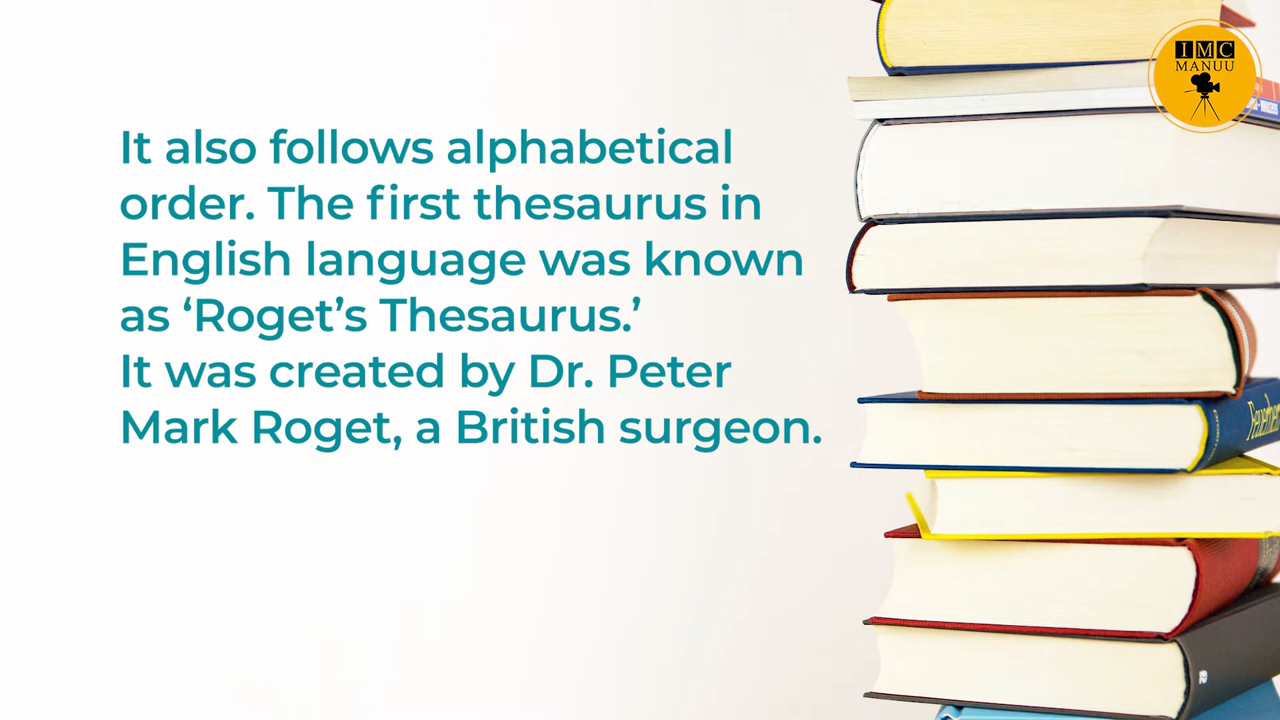 It also follows alphabetical
order. The first thesaurus in
English language was known
as ‘Roget’s Thesaurus.’
It was created by Dr. Peter
Mark Roget, a British surgeon.
IMC
MANUU